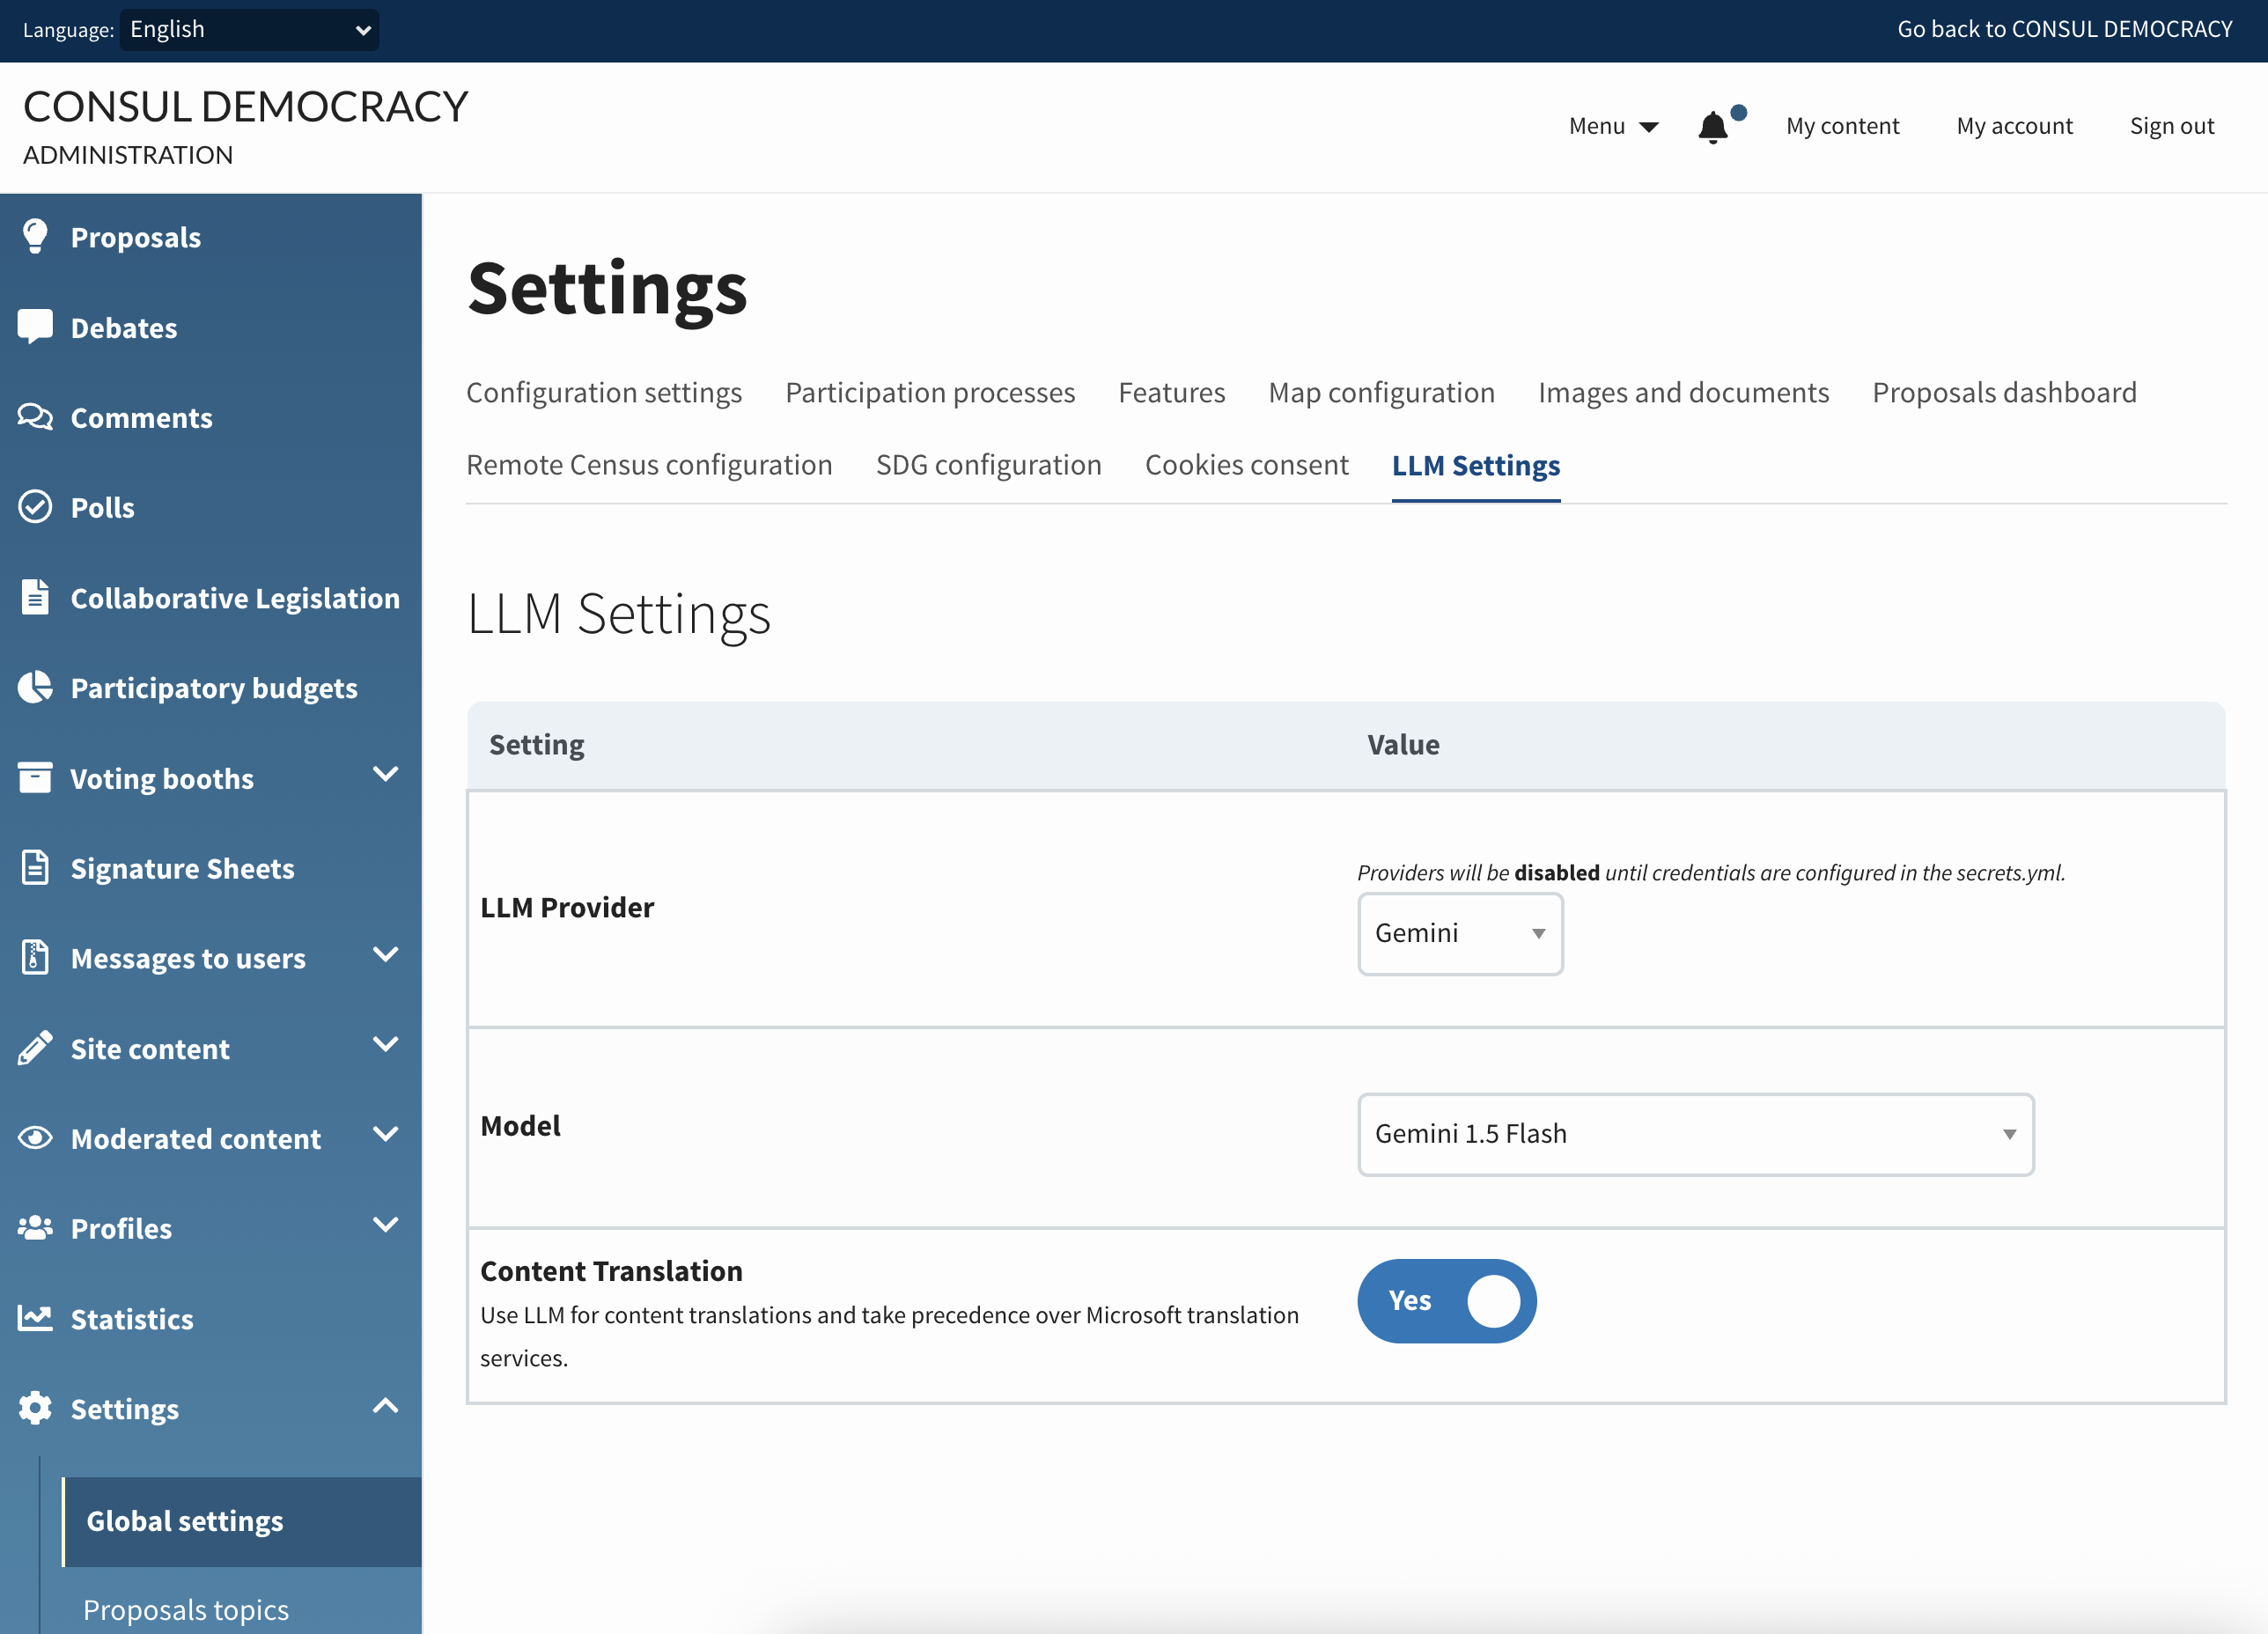 Language: English
Go back to CONSUL DEMOCRACY
CONSUL DEMOCRACY
ADMINISTRATION
Menu
My content
My account
Sign out
Proposals
Debates
Comments
Polls
Collaborative Legislation
Participatory budgets
Voting booths
Signature Sheets
Messages to users
Site content
Moderated content
Profiles
Statistics
Settings
Global settings
Proposals topics
Settings
Configuration settings Participation processes Features Map configuration Images and documents Proposals dashboard
Remote Census configuration SDG configuration Cookies consent LLM Settings
LLM Settings
Setting Value
LLM Provider
Providers will be disabled until credentials are configured in the secrets.yml.
Gemini
Model
Gemini 1.5 Flash
Content Translation
Use LLM for content translations and take precedence over Microsoft translation
services.
Yes